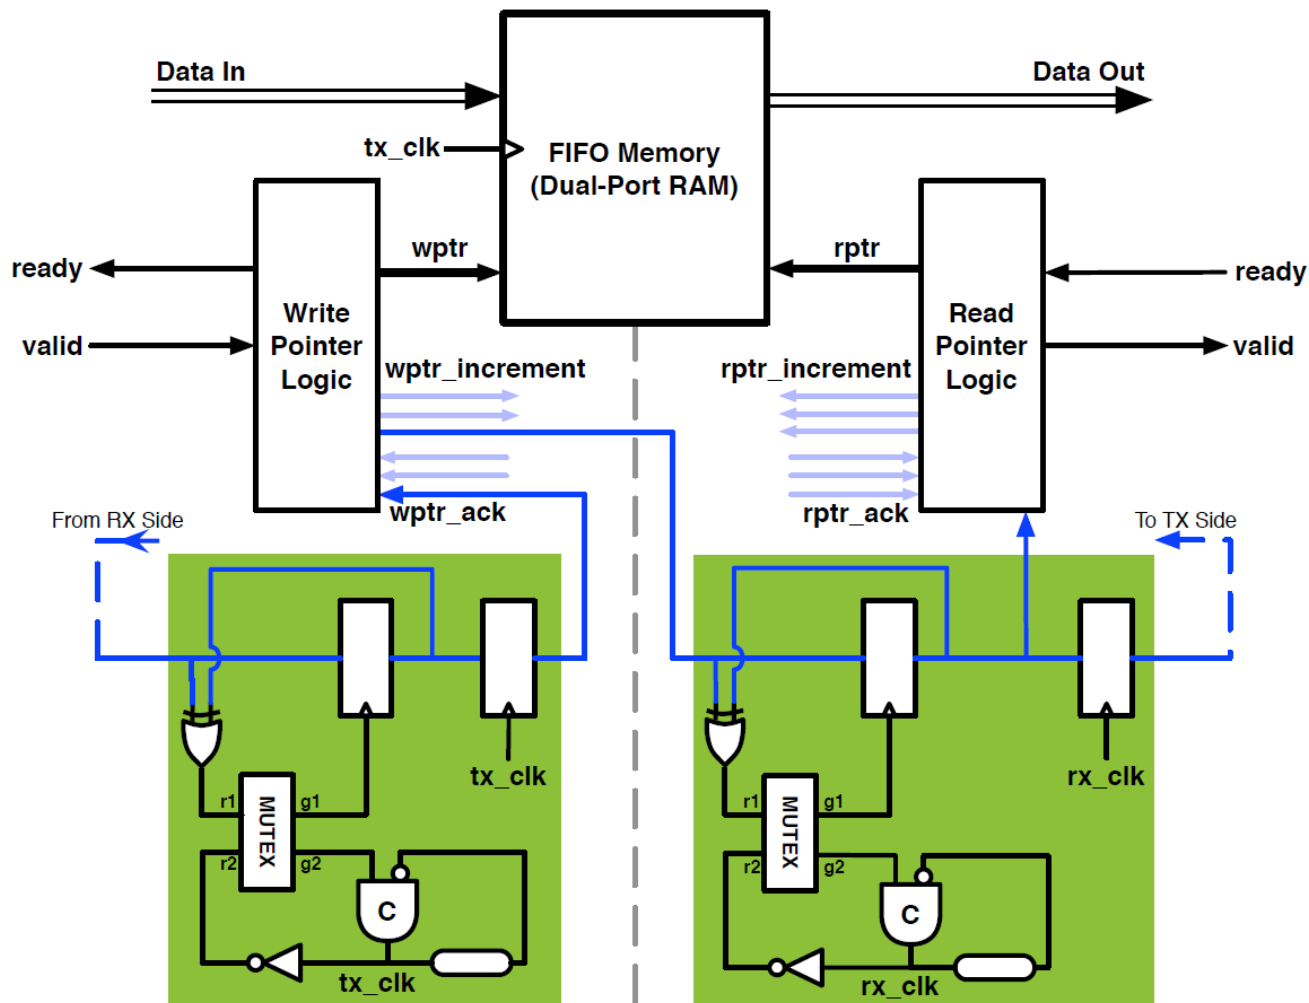 Data In
Data Out
tx_clk
FIFO Memory
(Dual-Port RAM)
wptr
rptr
ready
ready
Write
Pointer
Logic
Read
Pointer
Logic
valid
valid
wptr_increment
rptr_increment
wptr_ack
rptr_ack
From RX Side
To TX Side
tx_clk
rx_clk
r1
MUTEX
g1
r2
g2
C
tx_clk
r1
MUTEX
g1
r2
g2
C
rx_clk